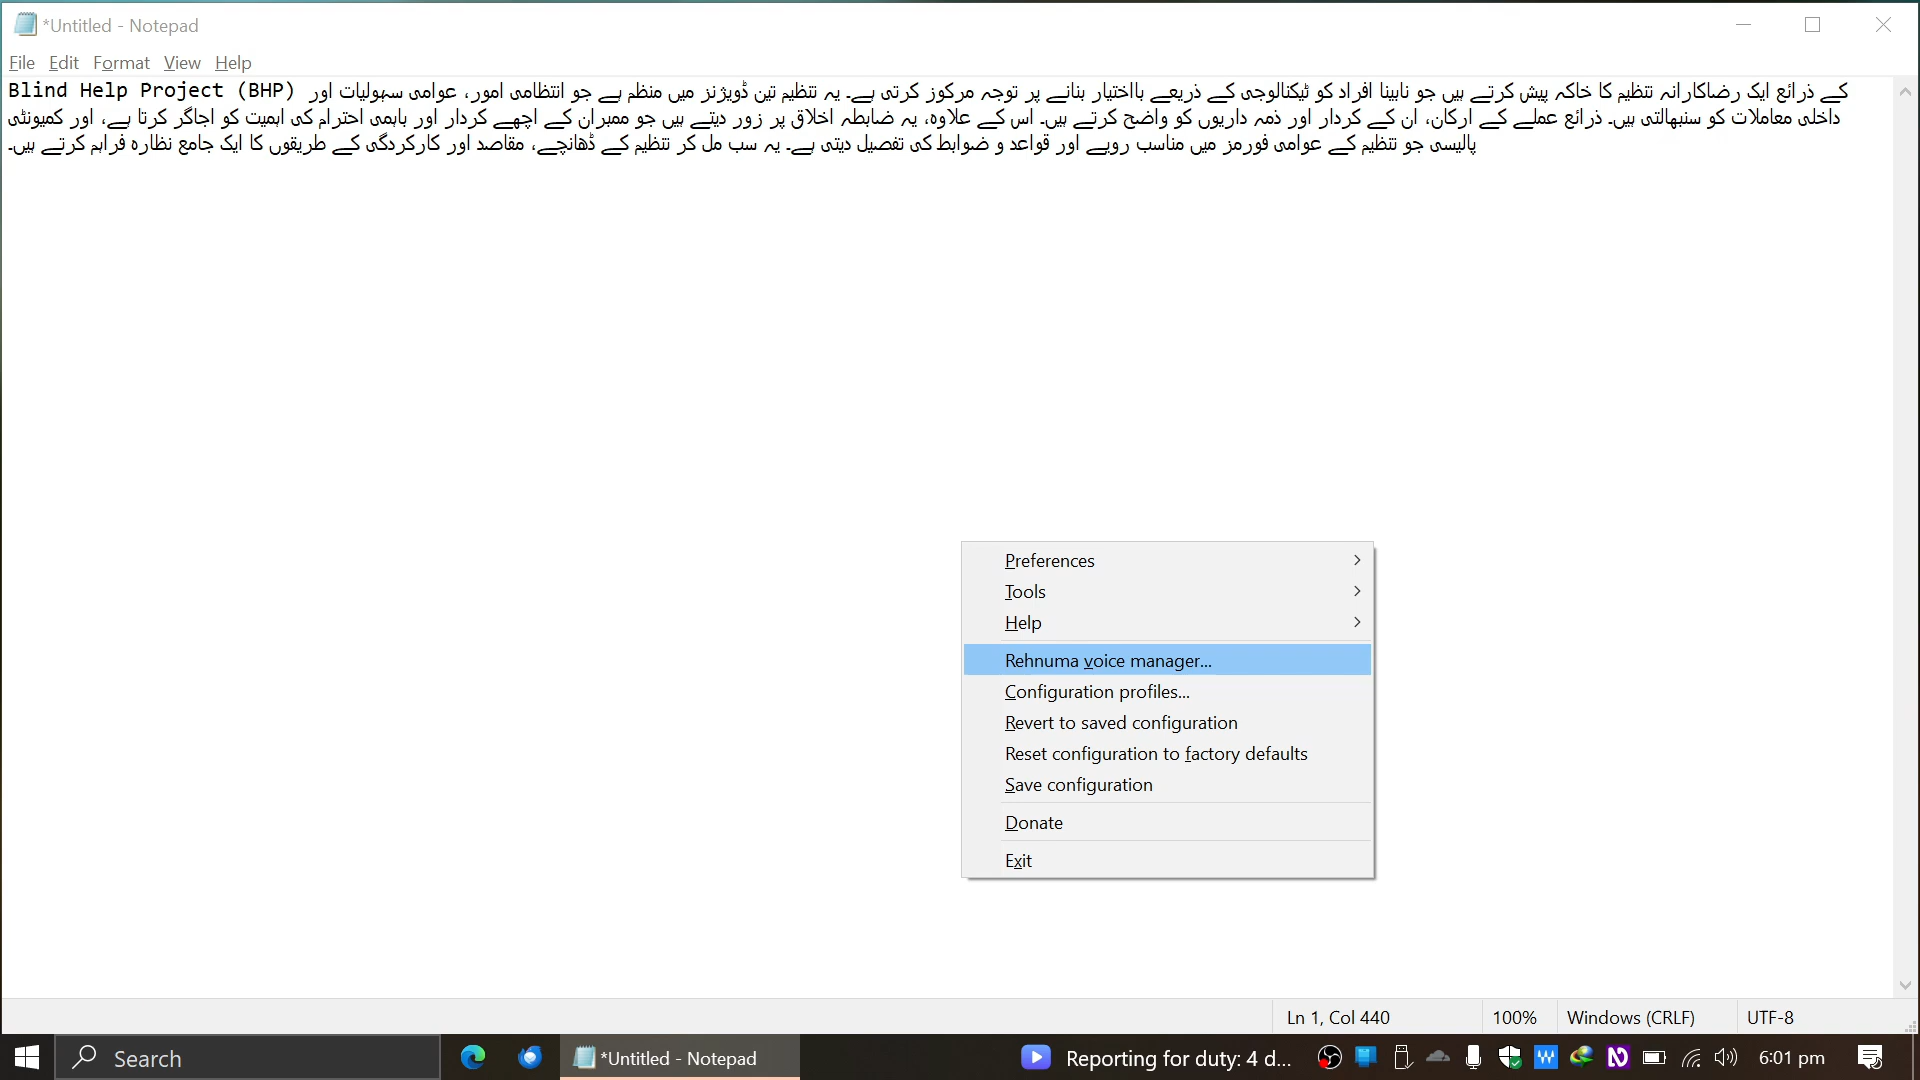 *Untitled - Notepad
File Edit Format View Help
Blind Help Project (BHP) کے ذرائع ایک رضاکارانہ تنظیم کا خاکہ پیش کرتے ہیں جو نابینا افراد کو ٹیکنالوجی کے ذریعے بااختیار بنانے پر توجہ مرکوز کرتی ہے۔ یہ تنظیم تین ڈویژنز میں منظم ہے جو انتظامی امور، عوامی سہولیات اور
داخلی معاملات کو سنبھالتی ہیں۔ ذرائع عملے کے ارکان، ان کے کردار اور ذمہ داریوں کو واضح کرتے ہیں۔ اس کے علاوہ، یہ ضابطہ اخلاق پر زور دیتے ہیں جو ممبران کے اچھے کردار اور باہمی احترام کی اہمیت کو اجاگر کرتا ہے، اور کمیونٹی
پالیسی جو تنظیم کے عوامی فورمز میں مناسب رویے اور قواعد و ضوابط کی تفصیل دیتی ہے۔ یہ سب مل کر تنظیم کے ڈھانچے، مقاصد اور کارکردگی کے طریقوں کا ایک جامع نظارہ فراہم کرتے ہیں۔
Preferences
Tools
Help
Rehnuma voice manager...
Configuration profiles...
Revert to saved configuration
Reset configuration to factory defaults
Save configuration
Donate
Exit
Ln 1, Col 440 100% Windows (CRLF) UTF-8
Search *Untitled - Notepad Reporting for duty: 4 d... 6:01 pm